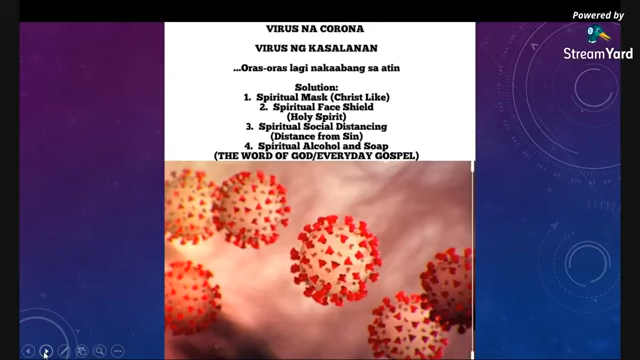 Powered by
StreamYard
VIRUS NA CORONA
VIRUS NG KASALANAN
...Oras-oras lagi nakaabang sa atin
Solution:
1. Spiritual Mask (Christ Like)
2. Spiritual Face Shield
(Holy Spirit)
3. Spiritual Social Distancing
(Distance from Sin)
4. Spiritual Alcohol and Soap
(THE WORD OF GOD/EVERYDAY GOSPEL)